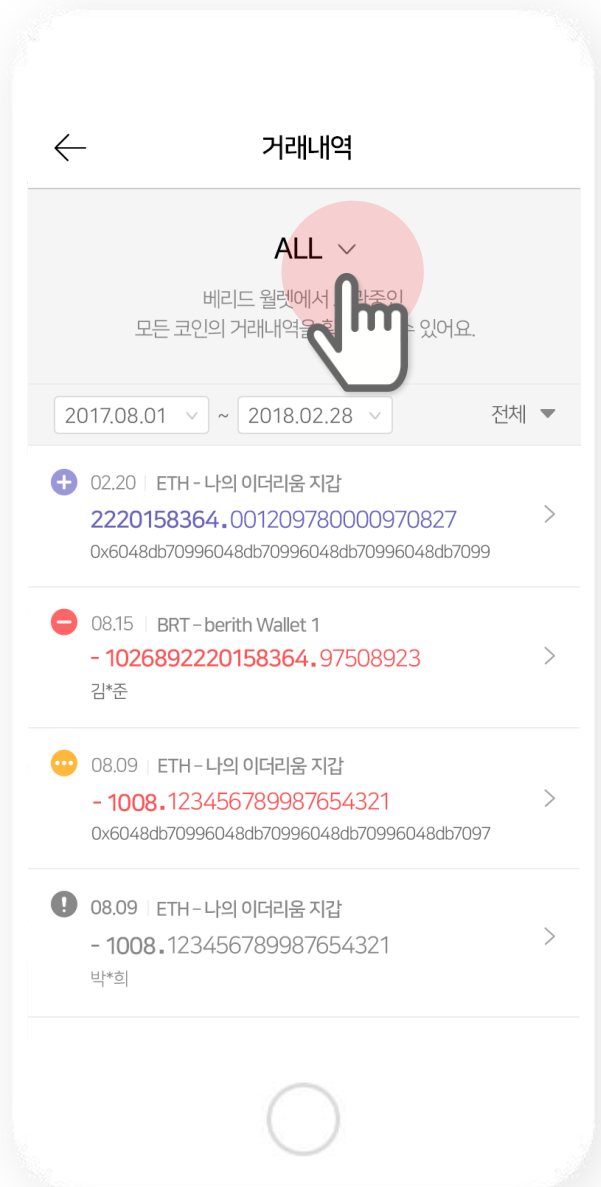 거래내역
ALL
베리드 월렛에서
모든 코인의 거래내역을 있어요.
2017.08.01 ~ 2018.02.28 전체
02.20 ETH - 나의 이더리움 지갑
2220158364.001209780000970827
0x6048db70996048db70996048db70996048db7099
08.15 BRT - berith Wallet 1
- 1026892220158364.97508923
김*준
08.09 ETH - 나의 이더리움 지갑
- 1008.123456789987654321
0x6048db70996048db70996048db70996048db7097
08.09 ETH - 나의 이더리움 지갑
- 1008.123456789987654321
박*희